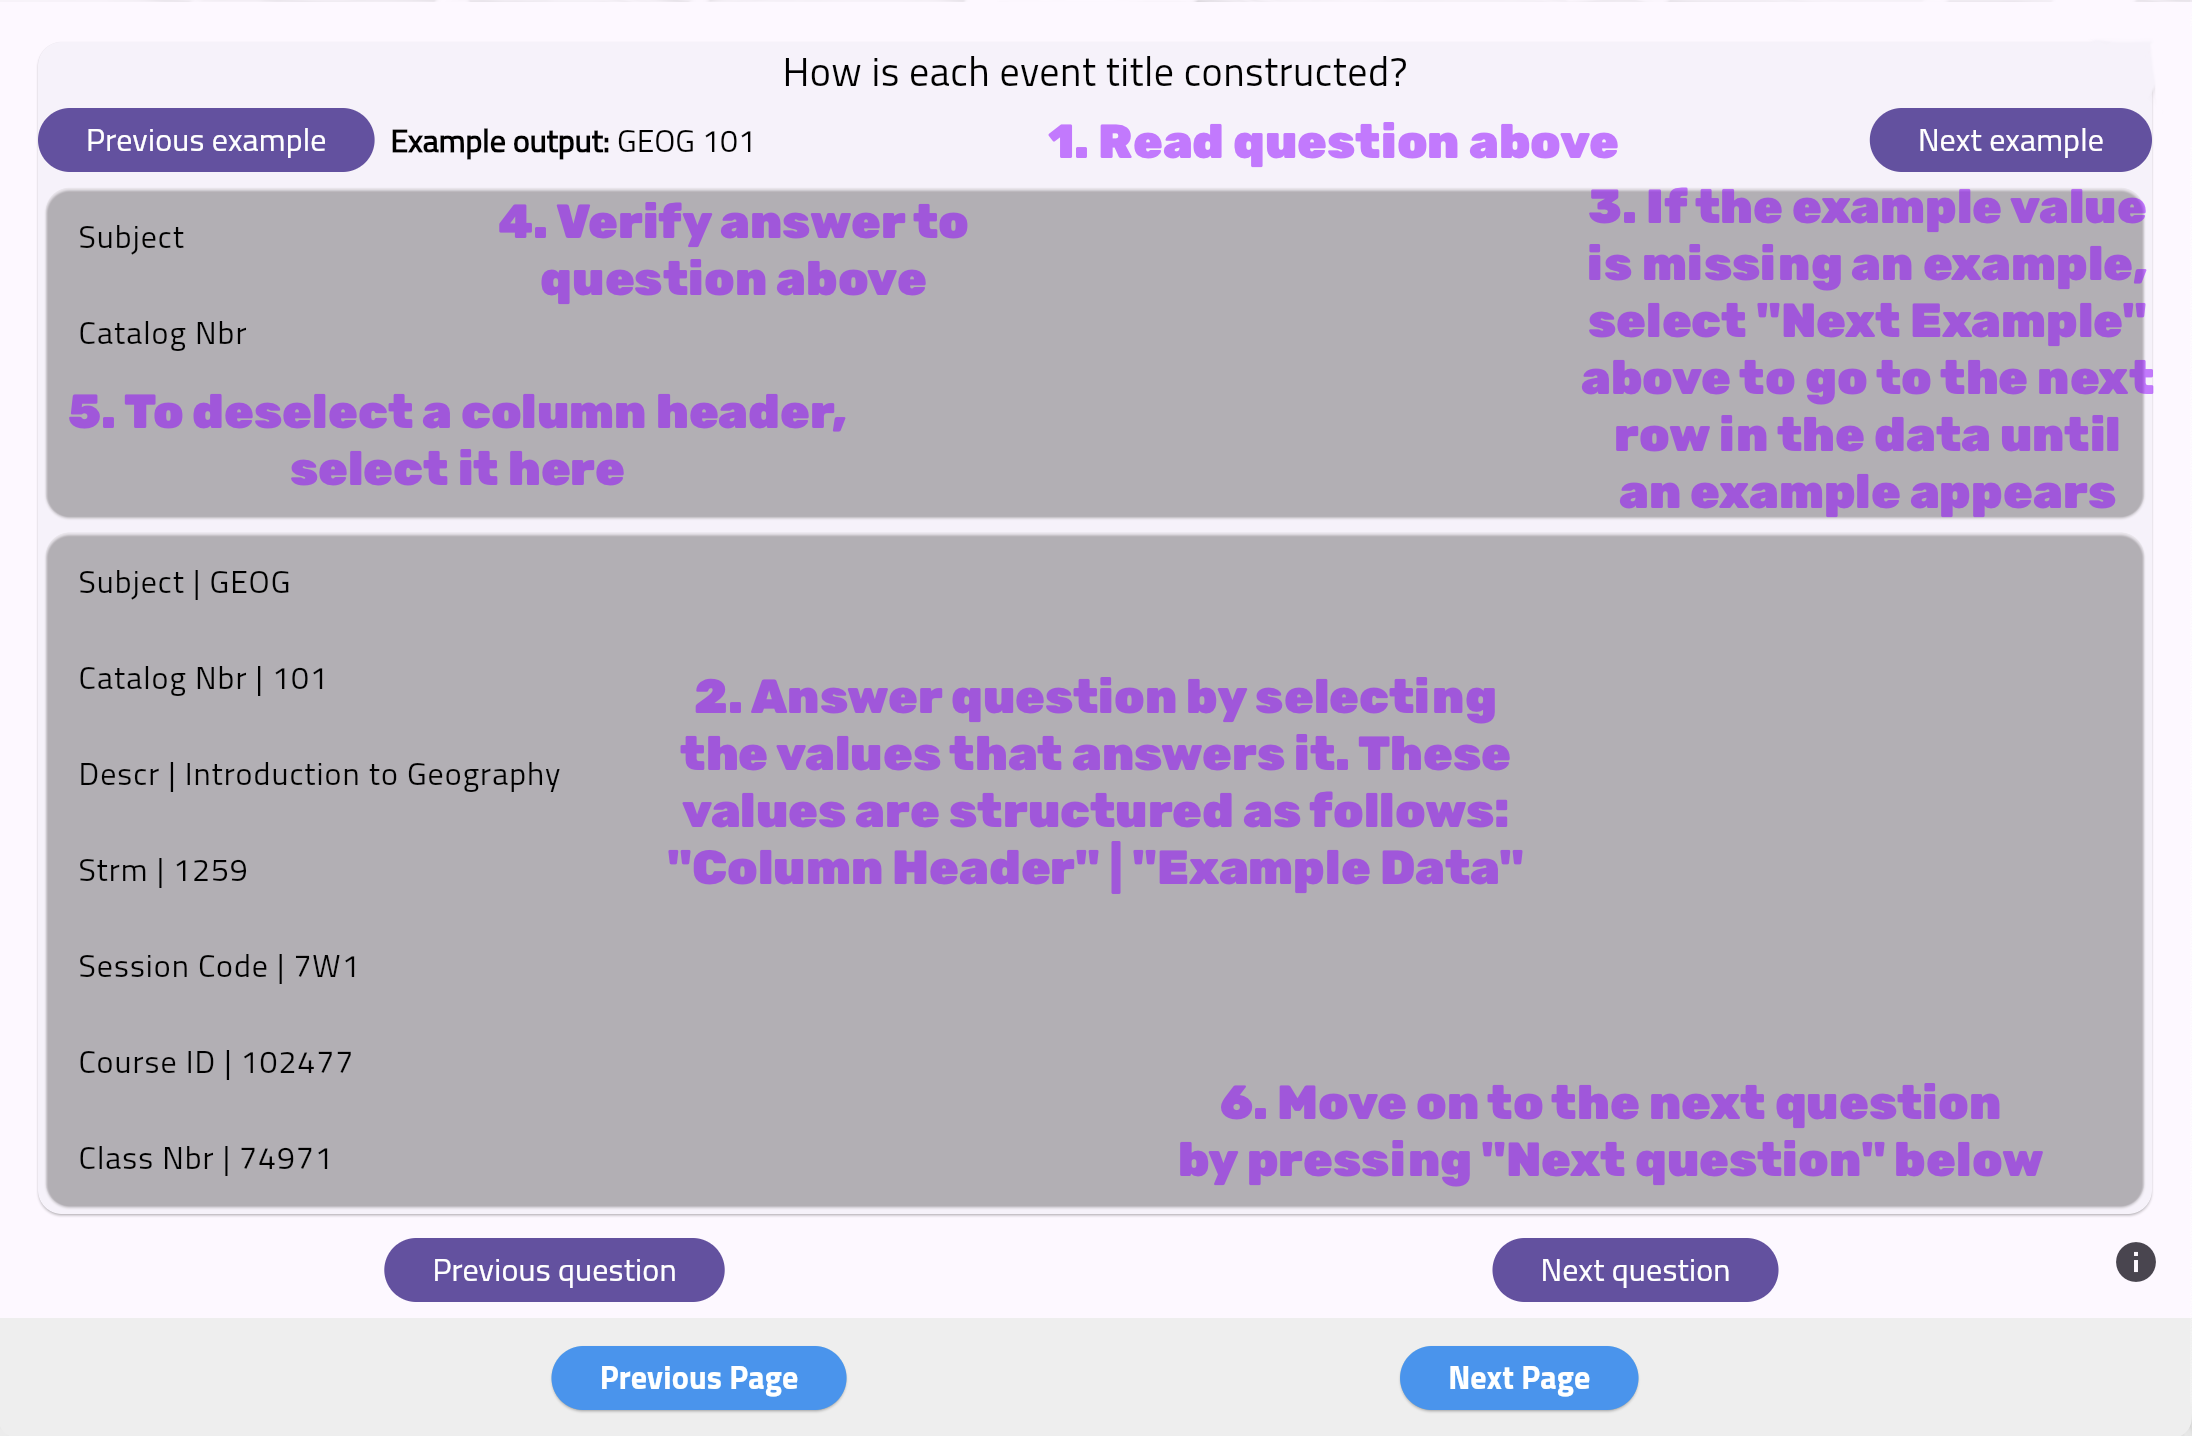 How is each event title constructed?
Previous example
Example output: GEOG 101
1. Read question above
Next example
Subject
4. Verify answer to
question above
Catalog Nbr
5. To deselect a column header,
select it here
3. If the example value
is missing an example,
select "Next Example"
above to go to the next
row in the data until
an example appears
Subject | GEOG
Catalog Nbr | 101
Descr | Introduction to Geography
Strm | 1259
Session Code | 7W1
Course ID | 102477
Class Nbr | 74971
2. Answer question by selecting
the values that answers it. These
values are structured as follows:
"Column Header" | "Example Data"
6. Move on to the next question
by pressing "Next question" below
Previous question
Next question
i
Previous Page
Next Page